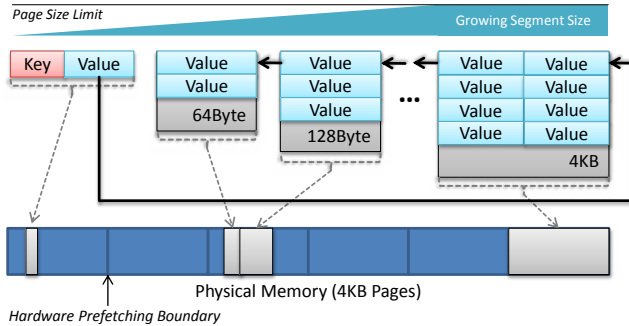 Page Size Limit
Growing Segment Size
Key Value
Value
Value
64Byte
Value
Value
Value
128Byte
...
Value Value
Value Value
Value Value
Value Value
4KB
Physical Memory (4KB Pages)
Hardware Prefetching Boundary